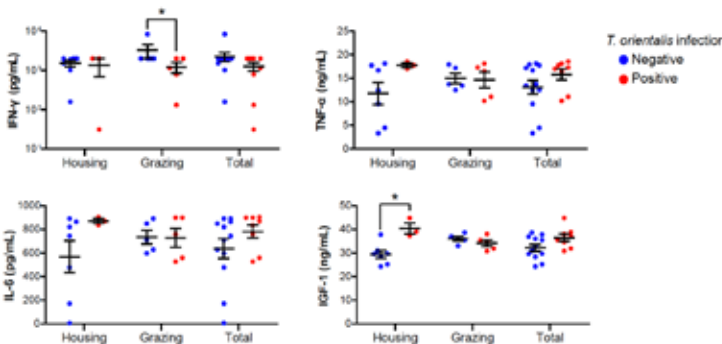 *
IFN-γ (pg/mL)
Housing Grazing Total
*
TNF-α (ng/mL)
25
20
15
10
5
0
Housing Grazing Total
T. orientalis infection
Negative
Positive
IL-6 (pg/mL)
1000
800
600
400
200
0
Housing Grazing Total
*
IGF-1 (ng/mL)
50
40
30
20
10
0
Housing Grazing Total